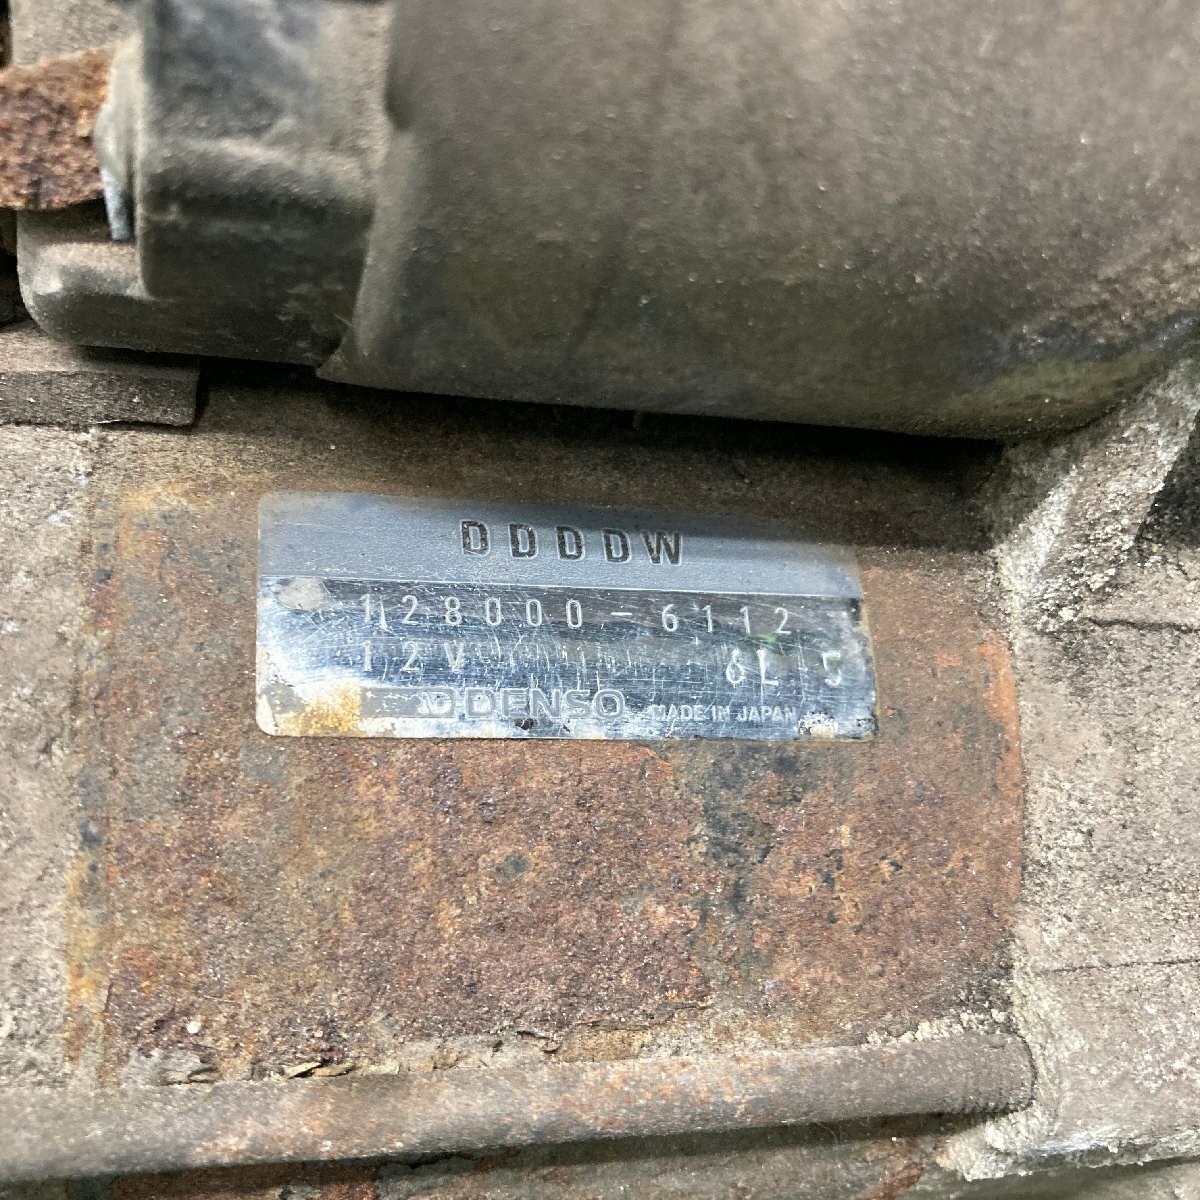 DDDDW
128000-6112
12V 6L 5
DENSO MADE IN JAPAN